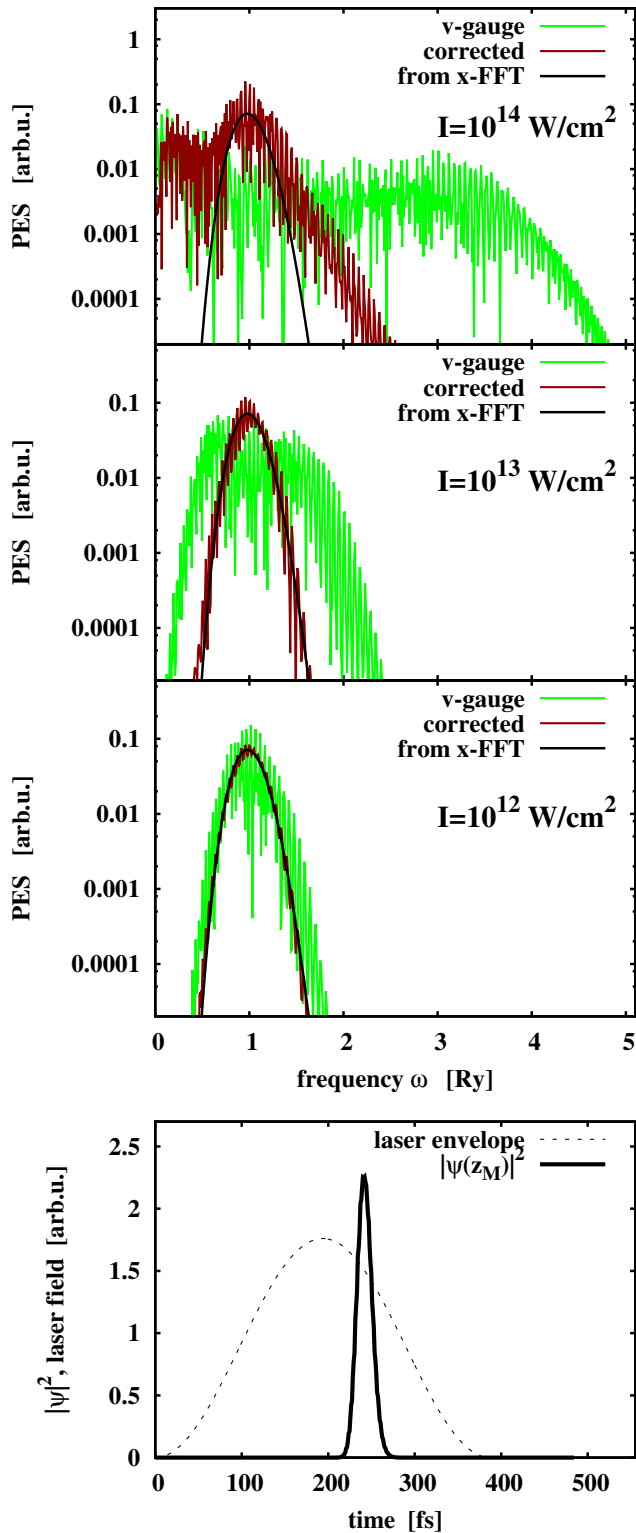 v-gauge
corrected
from x-FFT
I=10^14 W/cm^2
PES [arb.u.]
1
0.1
0.01
0.001
0.0001
v-gauge
corrected
from x-FFT
I=10^13 W/cm^2
PES [arb.u.]
0.1
0.01
0.001
0.0001
v-gauge
corrected
from x-FFT
I=10^12 W/cm^2
PES [arb.u.]
0.1
0.01
0.001
0.0001
0 1 2 3 4 5
frequency ω [Ry]
laser envelope
|ψ(z_M)|^2
|ψ|^2, laser field [arb.u.]
2.5
2
1.5
1
0.5
0
0 100 200 300 400 500
time [fs]